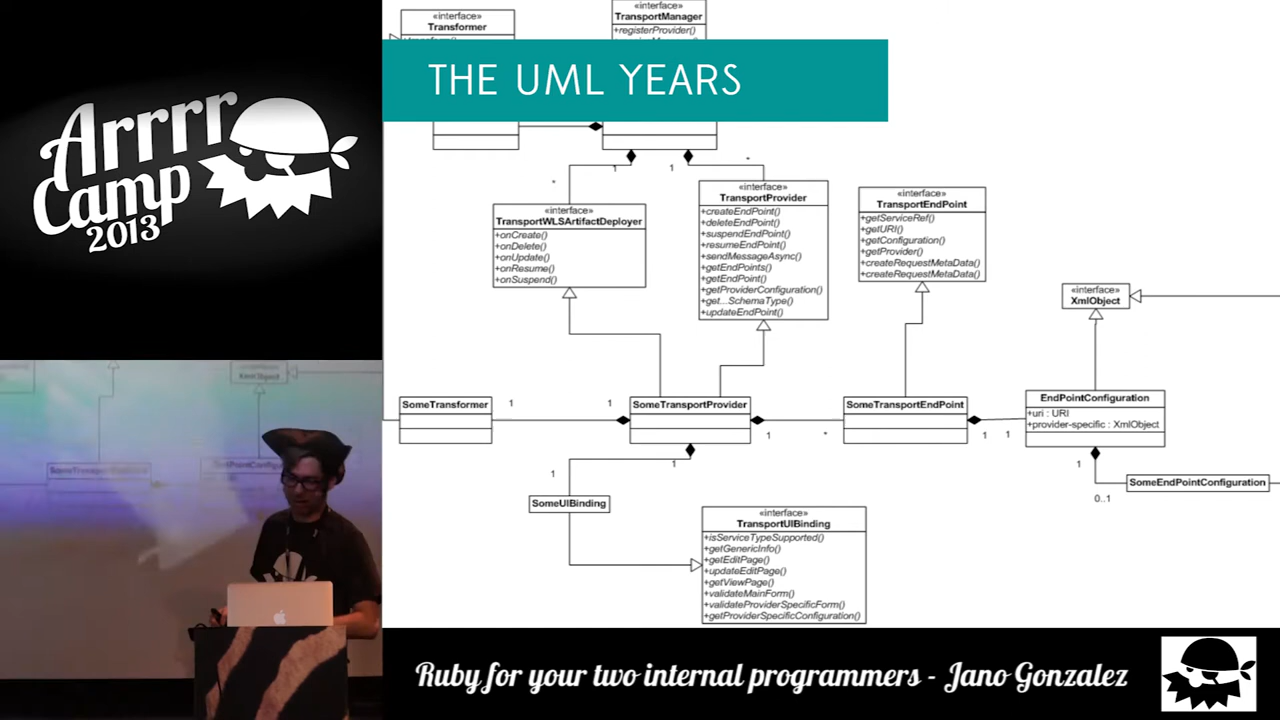 Arrrr
Camp
2013
«interface»
Transformer
«interface»
TransportManager
+registerProvider()
THE UML YEARS
1
*
1
*
«interface»
TransportWLSArtifactDeployer
+onCreate()
+onDelete()
+onUpdate()
+onResume()
+onSuspend()
«interface»
TransportProvider
+createEndPoint()
+deleteEndPoint()
+suspendEndPoint()
+resumeEndPoint()
+sendMessageAsync()
+getEndPoints()
+getEndPoint()
+getProviderConfiguration()
+get...SchemaType()
+updateEndPoint()
«interface»
TransportEndPoint
+getServiceRef()
+getURI()
+getConfiguration()
+getProvider()
+createRequestMetaData()
+createRequestMetaData()
«interface»
XmlObject
SomeTransformer
1
1
SomeTransportProvider
1
*
SomeTransportEndPoint
1
1
EndPointConfiguration
+uri : URI
+provider-specific : XmlObject
1
0..1
SomeEndPointConfiguration
1
1
SomeUIBinding
«interface»
TransportUIBinding
+isServiceTypeSupported()
+getGenericInfo()
+getEditPage()
+updateEditPage()
+getViewPage()
+validateMainForm()
+validateProviderSpecificForm()
+getProviderSpecificConfiguration()
Ruby for your two internal programmers - Jano Gonzalez